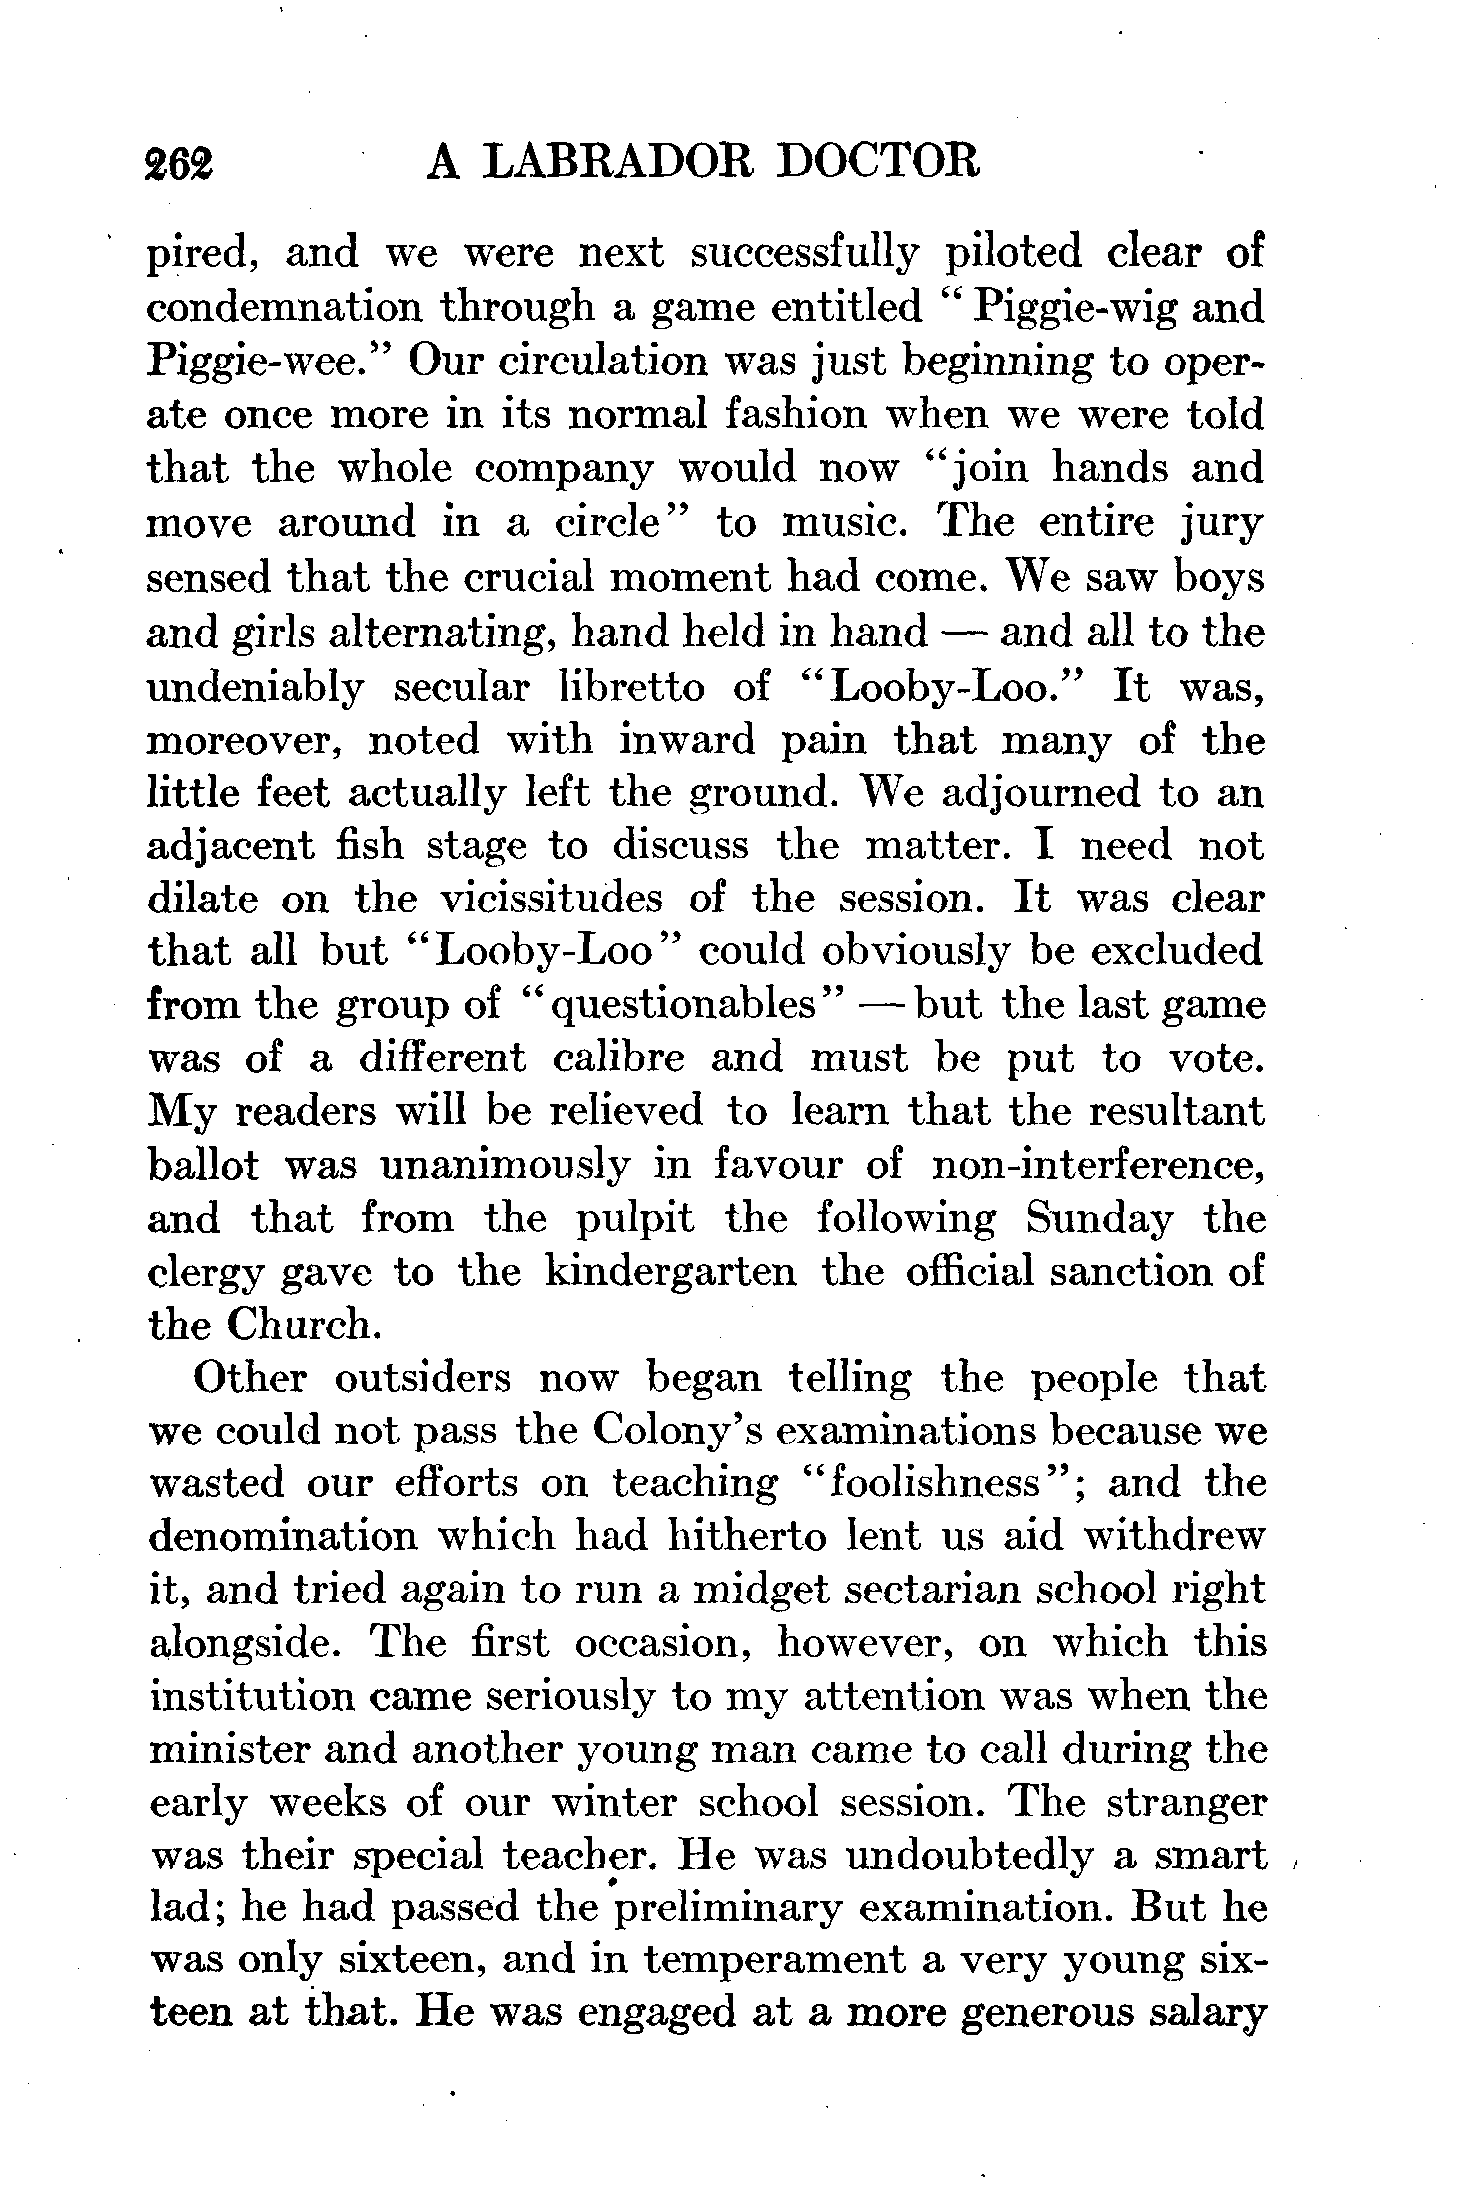 262 A LABRADOR DOCTOR
pired, and we were next successfully piloted clear of
condemnation through a game entitled “Piggie-wig and
Piggie-wee.” Our circulation was just beginning to oper-
ate once more in its normal fashion when we were told
that the whole company would now “join hands and
move around in a circle” to music. The entire jury
sensed that the crucial moment had come. We saw boys
and girls alternating, hand held in hand — and all to the
undeniably secular libretto of “Looby-Loo.” It was,
moreover, noted with inward pain that many of the
little feet actually left the ground. We adjourned to an
adjacent fish stage to discuss the matter. I need not
dilate on the vicissitudes of the session. It was clear
that all but “Looby-Loo” could obviously be excluded
from the group of “questionables” — but the last game
was of a different calibre and must be put to vote.
My readers will be relieved to learn that the resultant
ballot was unanimously in favour of non-interference,
and that from the pulpit the following Sunday the
clergy gave to the kindergarten the official sanction of
the Church.
Other outsiders now began telling the people that
we could not pass the Colony’s examinations because we
wasted our efforts on teaching “foolishness”; and the
denomination which had hitherto lent us aid withdrew
it, and tried again to run a midget sectarian school right
alongside. The first occasion, however, on which this
institution came seriously to my attention was when the
minister and another young man came to call during the
early weeks of our winter school session. The stranger
was their special teacher. He was undoubtedly a smart
lad; he had passed the preliminary examination. But he
was only sixteen, and in temperament a very young six-
teen at that. He was engaged at a more generous salary